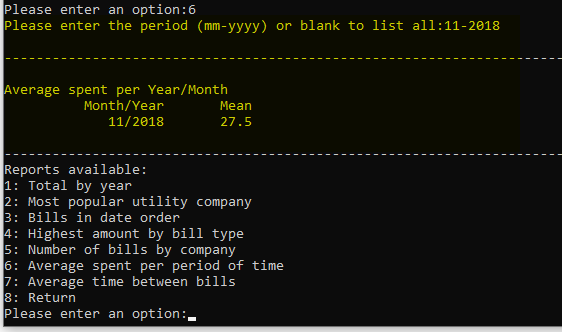 Please enter an option:6
Please enter the period (mm-yyyy) or blank to list all:11-2018
----------------------------------------------------------------------
Average spent per Year/Month
Month/Year Mean
11/2018 27.5
----------------------------------------------------------------------
Reports available:
1: Total by year
2: Most popular utility company
3: Bills in date order
4: Highest amount by bill type
5: Number of bills by company
6: Average spent per period of time
7: Average time between bills
8: Return
Please enter an option: